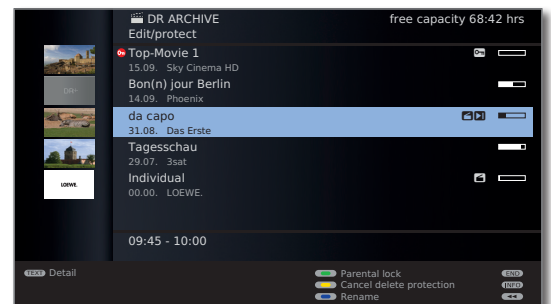 DR ARCHIVE
free capacity 68:42 hrs
Edit/protect
Top-Movie 1
15.09. Sky Cinema HD
DR+
Bon(n) jour Berlin
14.09. Phoenix
da capo
31.08. Das Erste
Tagesschau
29.07. 3sat
LOEWE.
Individual
00.00. LOEWE.
09:45 - 10:00
TEXT Detail
Parental lock END
Cancel delete protection INFO
Rename